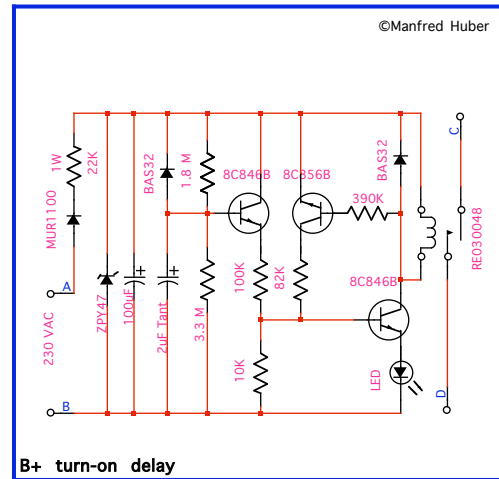 ©Manfred Huber
1W
22K
BAS32
1.8 M
8C846B
8C856B
BAS32
390K
C
MUR1100
RE030048
A
ZPY47
100uF
2uF Tant
3.3 M
100K
82K
8C846B
230 VAC
10K
LED
D
B
B+ turn-on delay